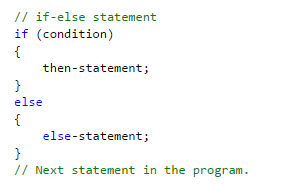 // if-else statement
if (condition)
{
    then-statement;
}
else
{
    else-statement;
}
// Next statement in the program.